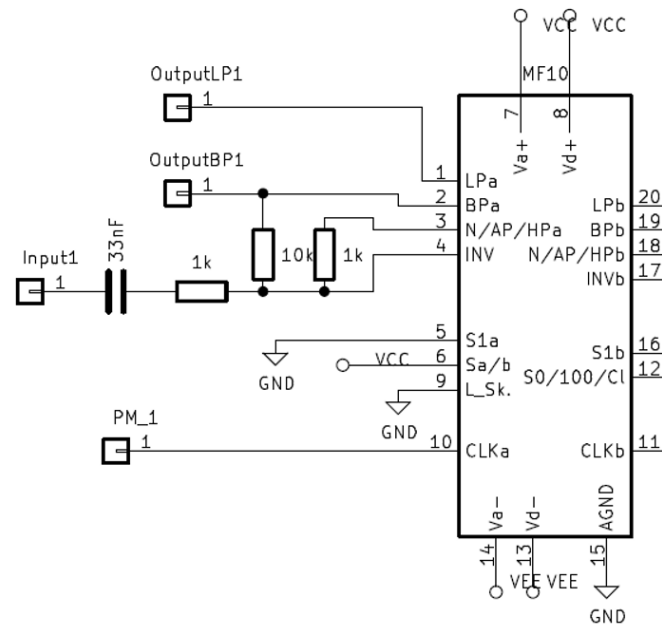 VCC VCC
MF10
7 8
Va+ Vd+
OutputLP1
1
OutputBP1
1
Input1
1
33nF
1k
10k
1k
1 LPa
2 BPa
3 N/AP/HPa
4 INV
LPb 20
BPb 19
N/AP/HPb 18
INVb 17
5 S1a
GND
VCC 6 Sa/b
9 L_Sk.
GND
S1b 16
S0/100/Cl 12
PM_1
1
10 CLKa
CLKb 11
Va- Vd- AGND
14 13 15
VEE VEE
GND